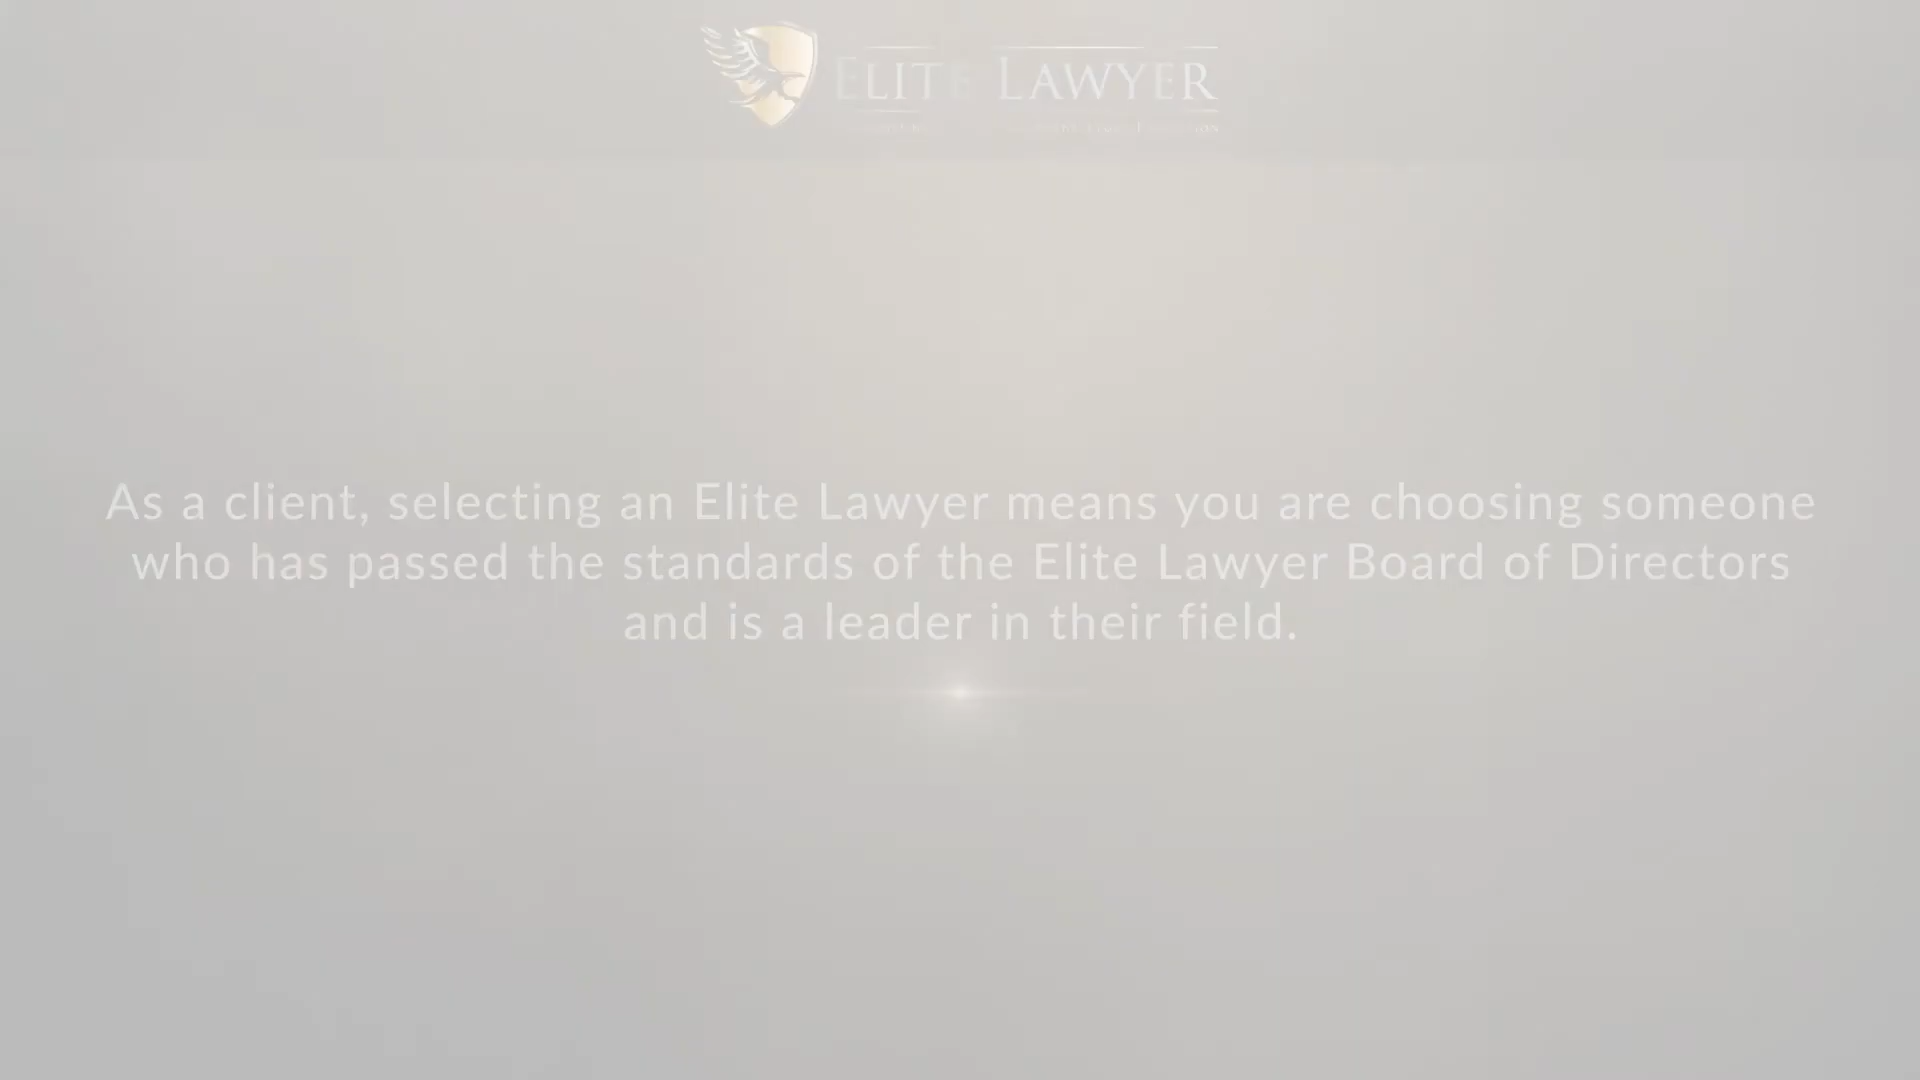 ELITE LAWYER
As a client, selecting an Elite Lawyer means you are choosing someone
who has passed the standards of the Elite Lawyer Board of Directors
and is a leader in their field.